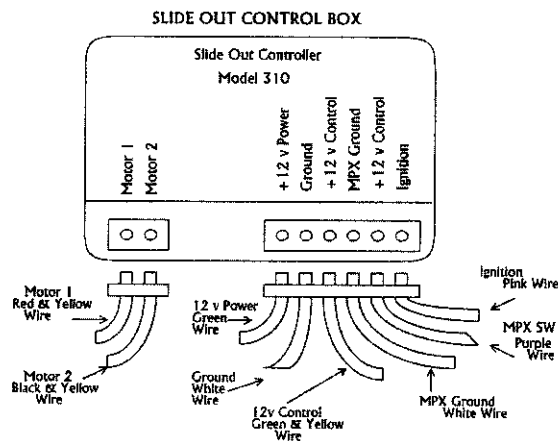 SLIDE OUT CONTROL BOX
Slide Out Controller
Model 310
Motor 1
Motor 2
+12 v Power
Ground
+12 v Control
MPX Ground
+12 v Control
Ignition
Motor 1
Red & Yellow
Wire
Motor 2
Black & Yellow
Wire
12 v Power
Green
Wire
Ground
White
Wire
12v Control
Green & Yellow
Wire
MPX Ground
White Wire
MPX SW
Purple
Wire
Ignition
Pink Wire